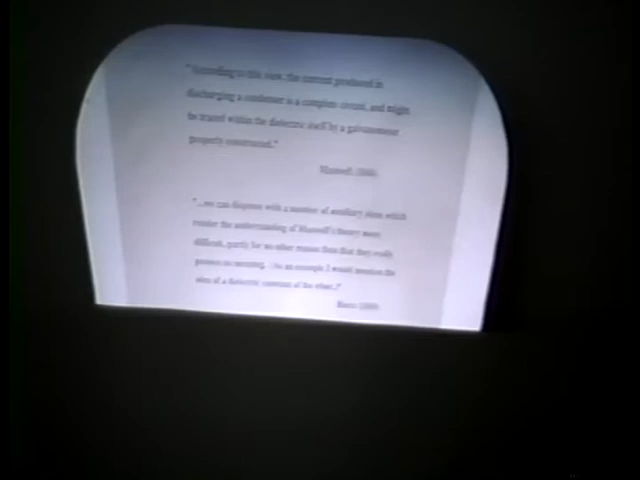 "According to this view, the current produced in
discharging a condenser is a complete circuit, and might
be traced within the dielectric itself by a galvanometer
properly constructed."
Maxwell
"...we can dispense with a number of auxiliary ideas which
render the understanding of Maxwell's theory more
difficult, partly for no other reason than that they really
possess no meaning, As an example I would mention the
idea of a dielectric constant of the ether."